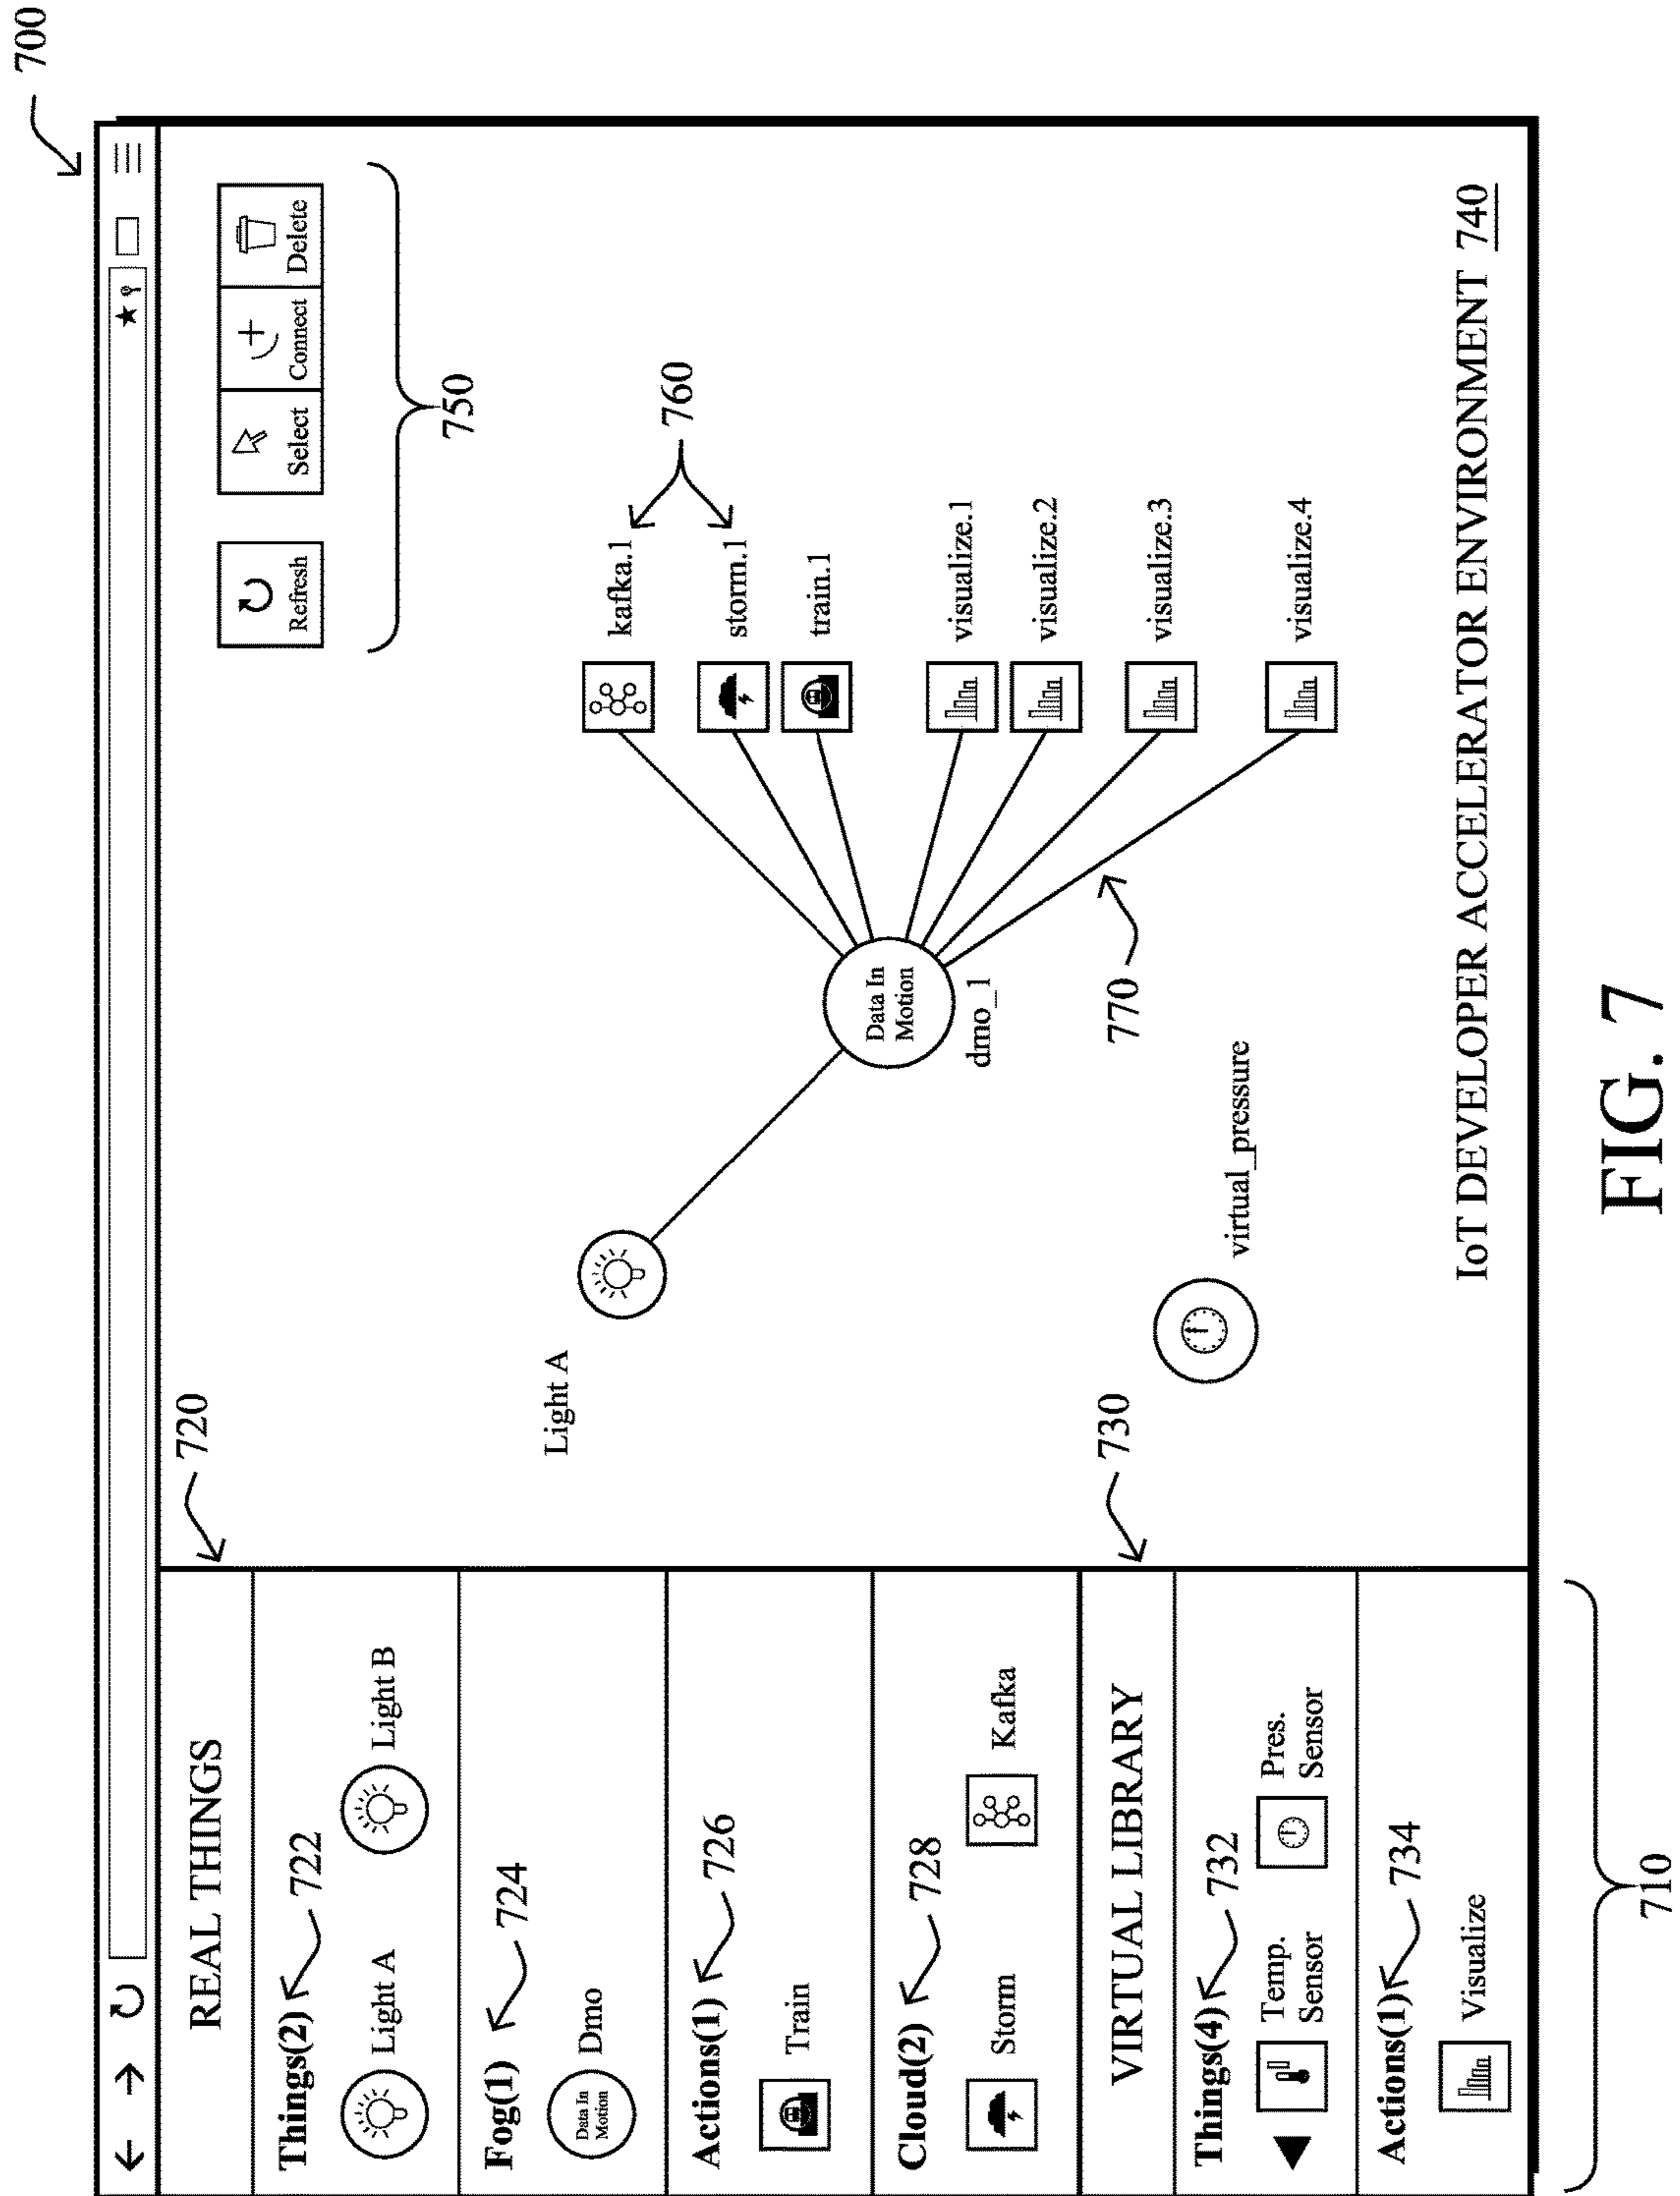 700
REAL THINGS
720
Things(2)
722
Light A
Light B
Fog(1)
724
Data In
Motion
Dmo
Actions(1)
726
Train
Cloud(2)
728
Storm
Kafka
VIRTUAL LIBRARY
730
Things(4)
732
Temp.
Sensor
Pres.
Sensor
Actions(1)
734
Visualize
710
Refresh
Select
Connect
Delete
750
Light A
Data In
Motion
dmo_1
kafka.1
760
storm.1
train.1
visualize.1
visualize.2
visualize.3
visualize.4
770
virtual_pressure
IoT DEVELOPER ACCELERATOR ENVIRONMENT 740
FIG. 7